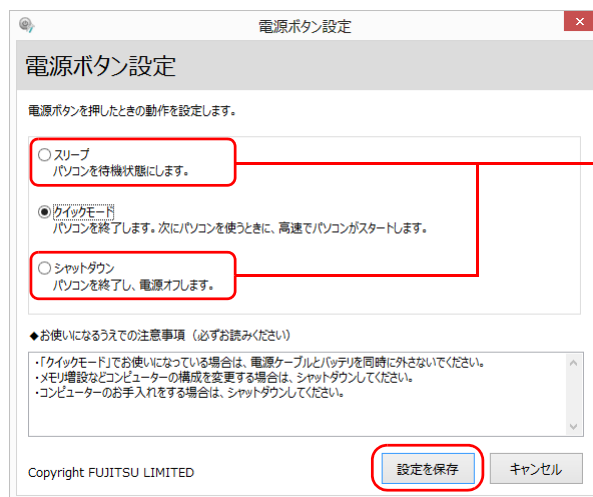 電源ボタン設定
電源ボタン設定
電源ボタンを押したときの動作を設定します。
スリープ
パソコンを待機状態にします。
クイックモード
パソコンを終了します。次にパソコンを使うときに、高速でパソコンがスタートします。
シャットダウン
パソコンを終了し、電源オフします。
◆お使いになるうえでの注意事項（必ずお読みください）
・「クイックモード」でお使いになっている場合は、電源ケーブルとバッテリを同時に外さないでください。
・メモリ増設などコンピューターの構成を変更する場合は、シャットダウンしてください。
・コンピューターのお手入れをする場合は、シャットダウンしてください。
Copyright FUJITSU LIMITED
設定を保存
キャンセル